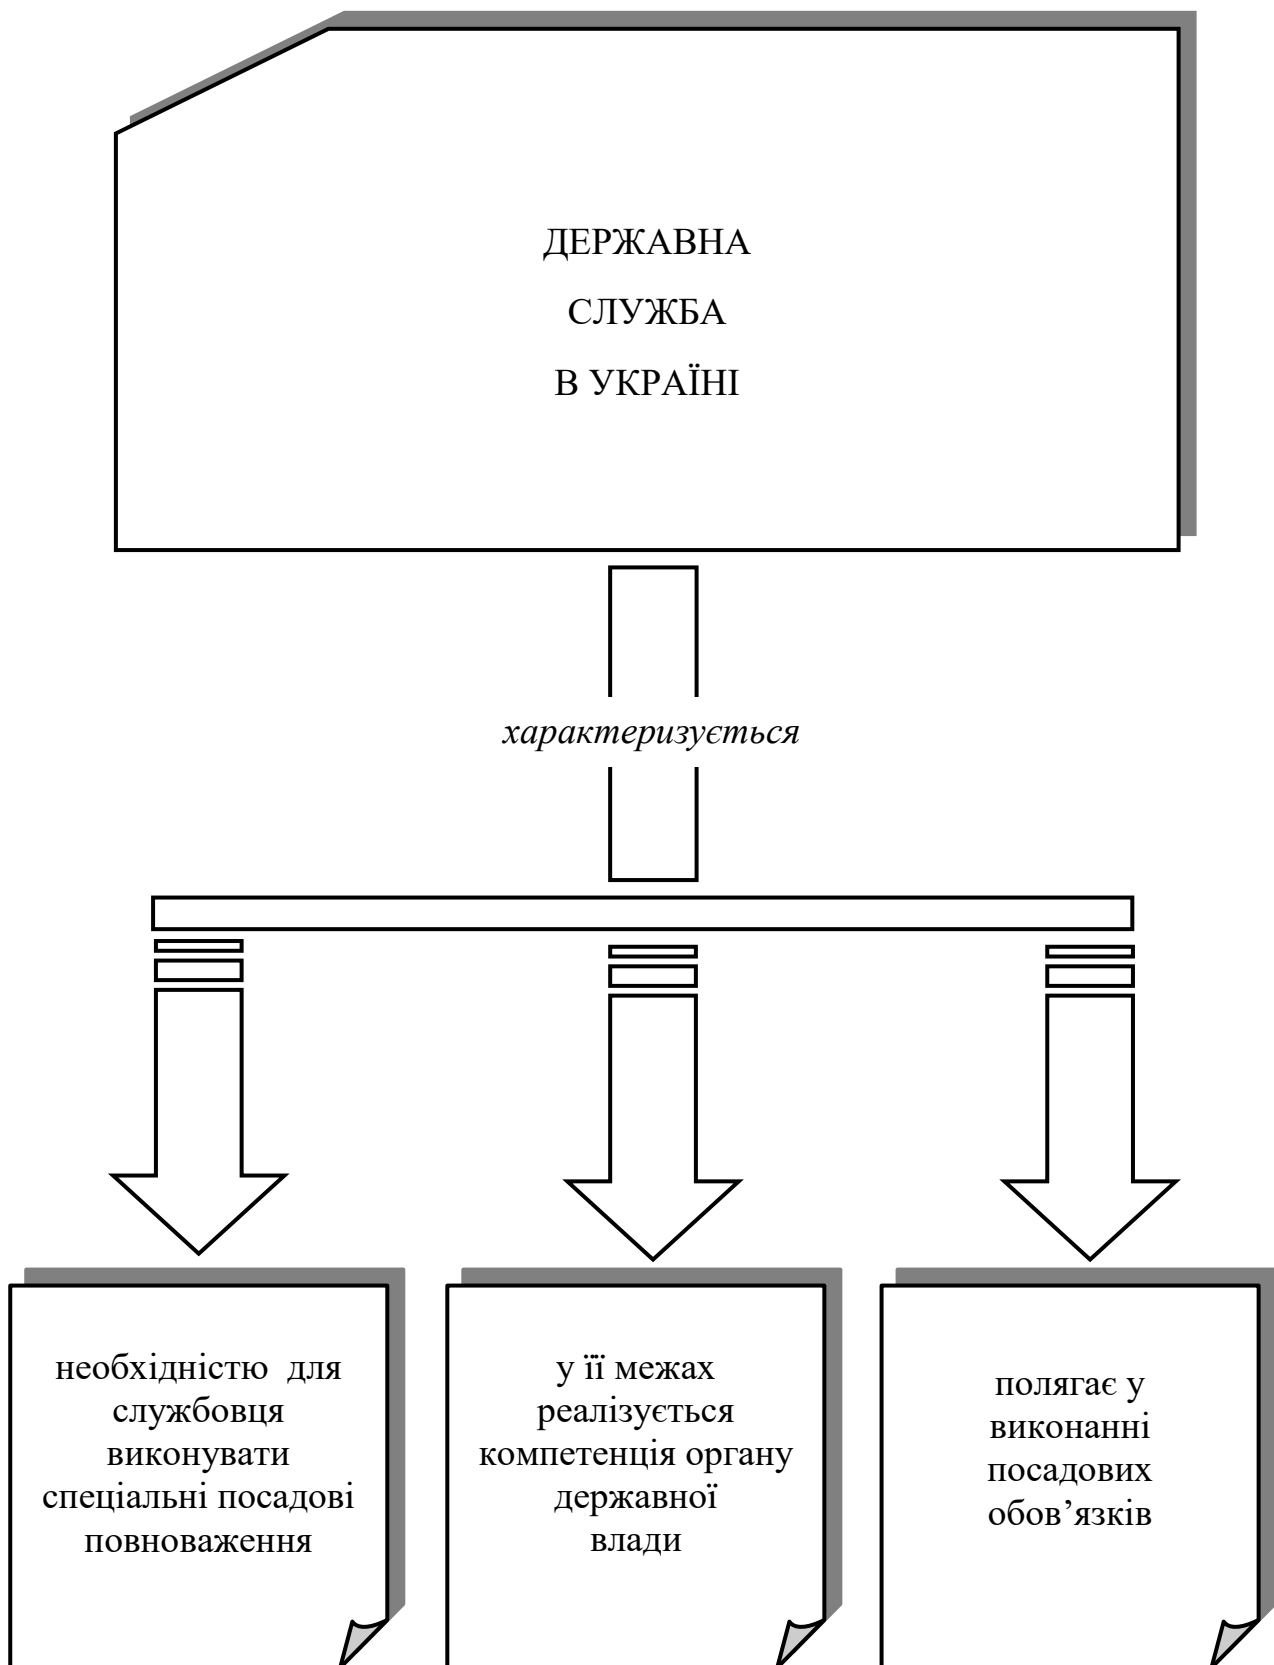 ДЕРЖАВНА
СЛУЖБА
В УКРАЇНІ
характеризується
необхідністю для
службовця
виконувати
спеціальні посадові
повноваження
у її межах
реалізується
компетенція органу
державної
влади
полягає у
виконанні
посадових
обов’язків